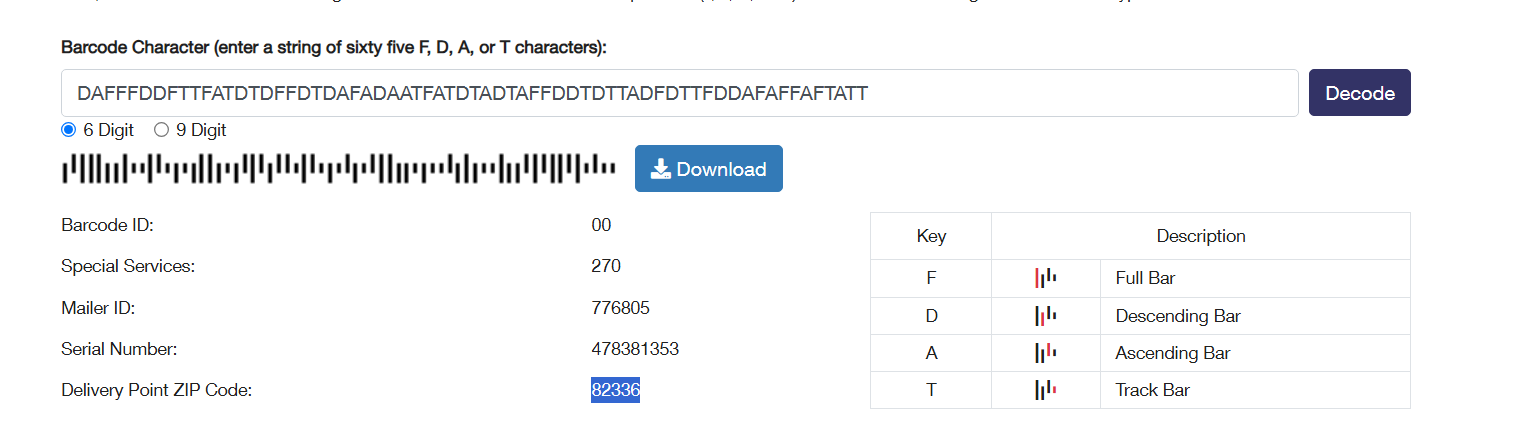 Barcode Character (enter a string of sixty five F, D, A, or T characters):
DAFFFDDFTTFATDTDFFDTDAFADAATFATDTADTAFFDDTDTTADFDTTFDDAFAFFAFTATT
Decode
6 Digit 9 Digit
Download
Barcode ID: 00
Special Services: 270
Mailer ID: 776805
Serial Number: 478381353
Delivery Point ZIP Code: 82336
Key Description
F Full Bar
D Descending Bar
A Ascending Bar
T Track Bar